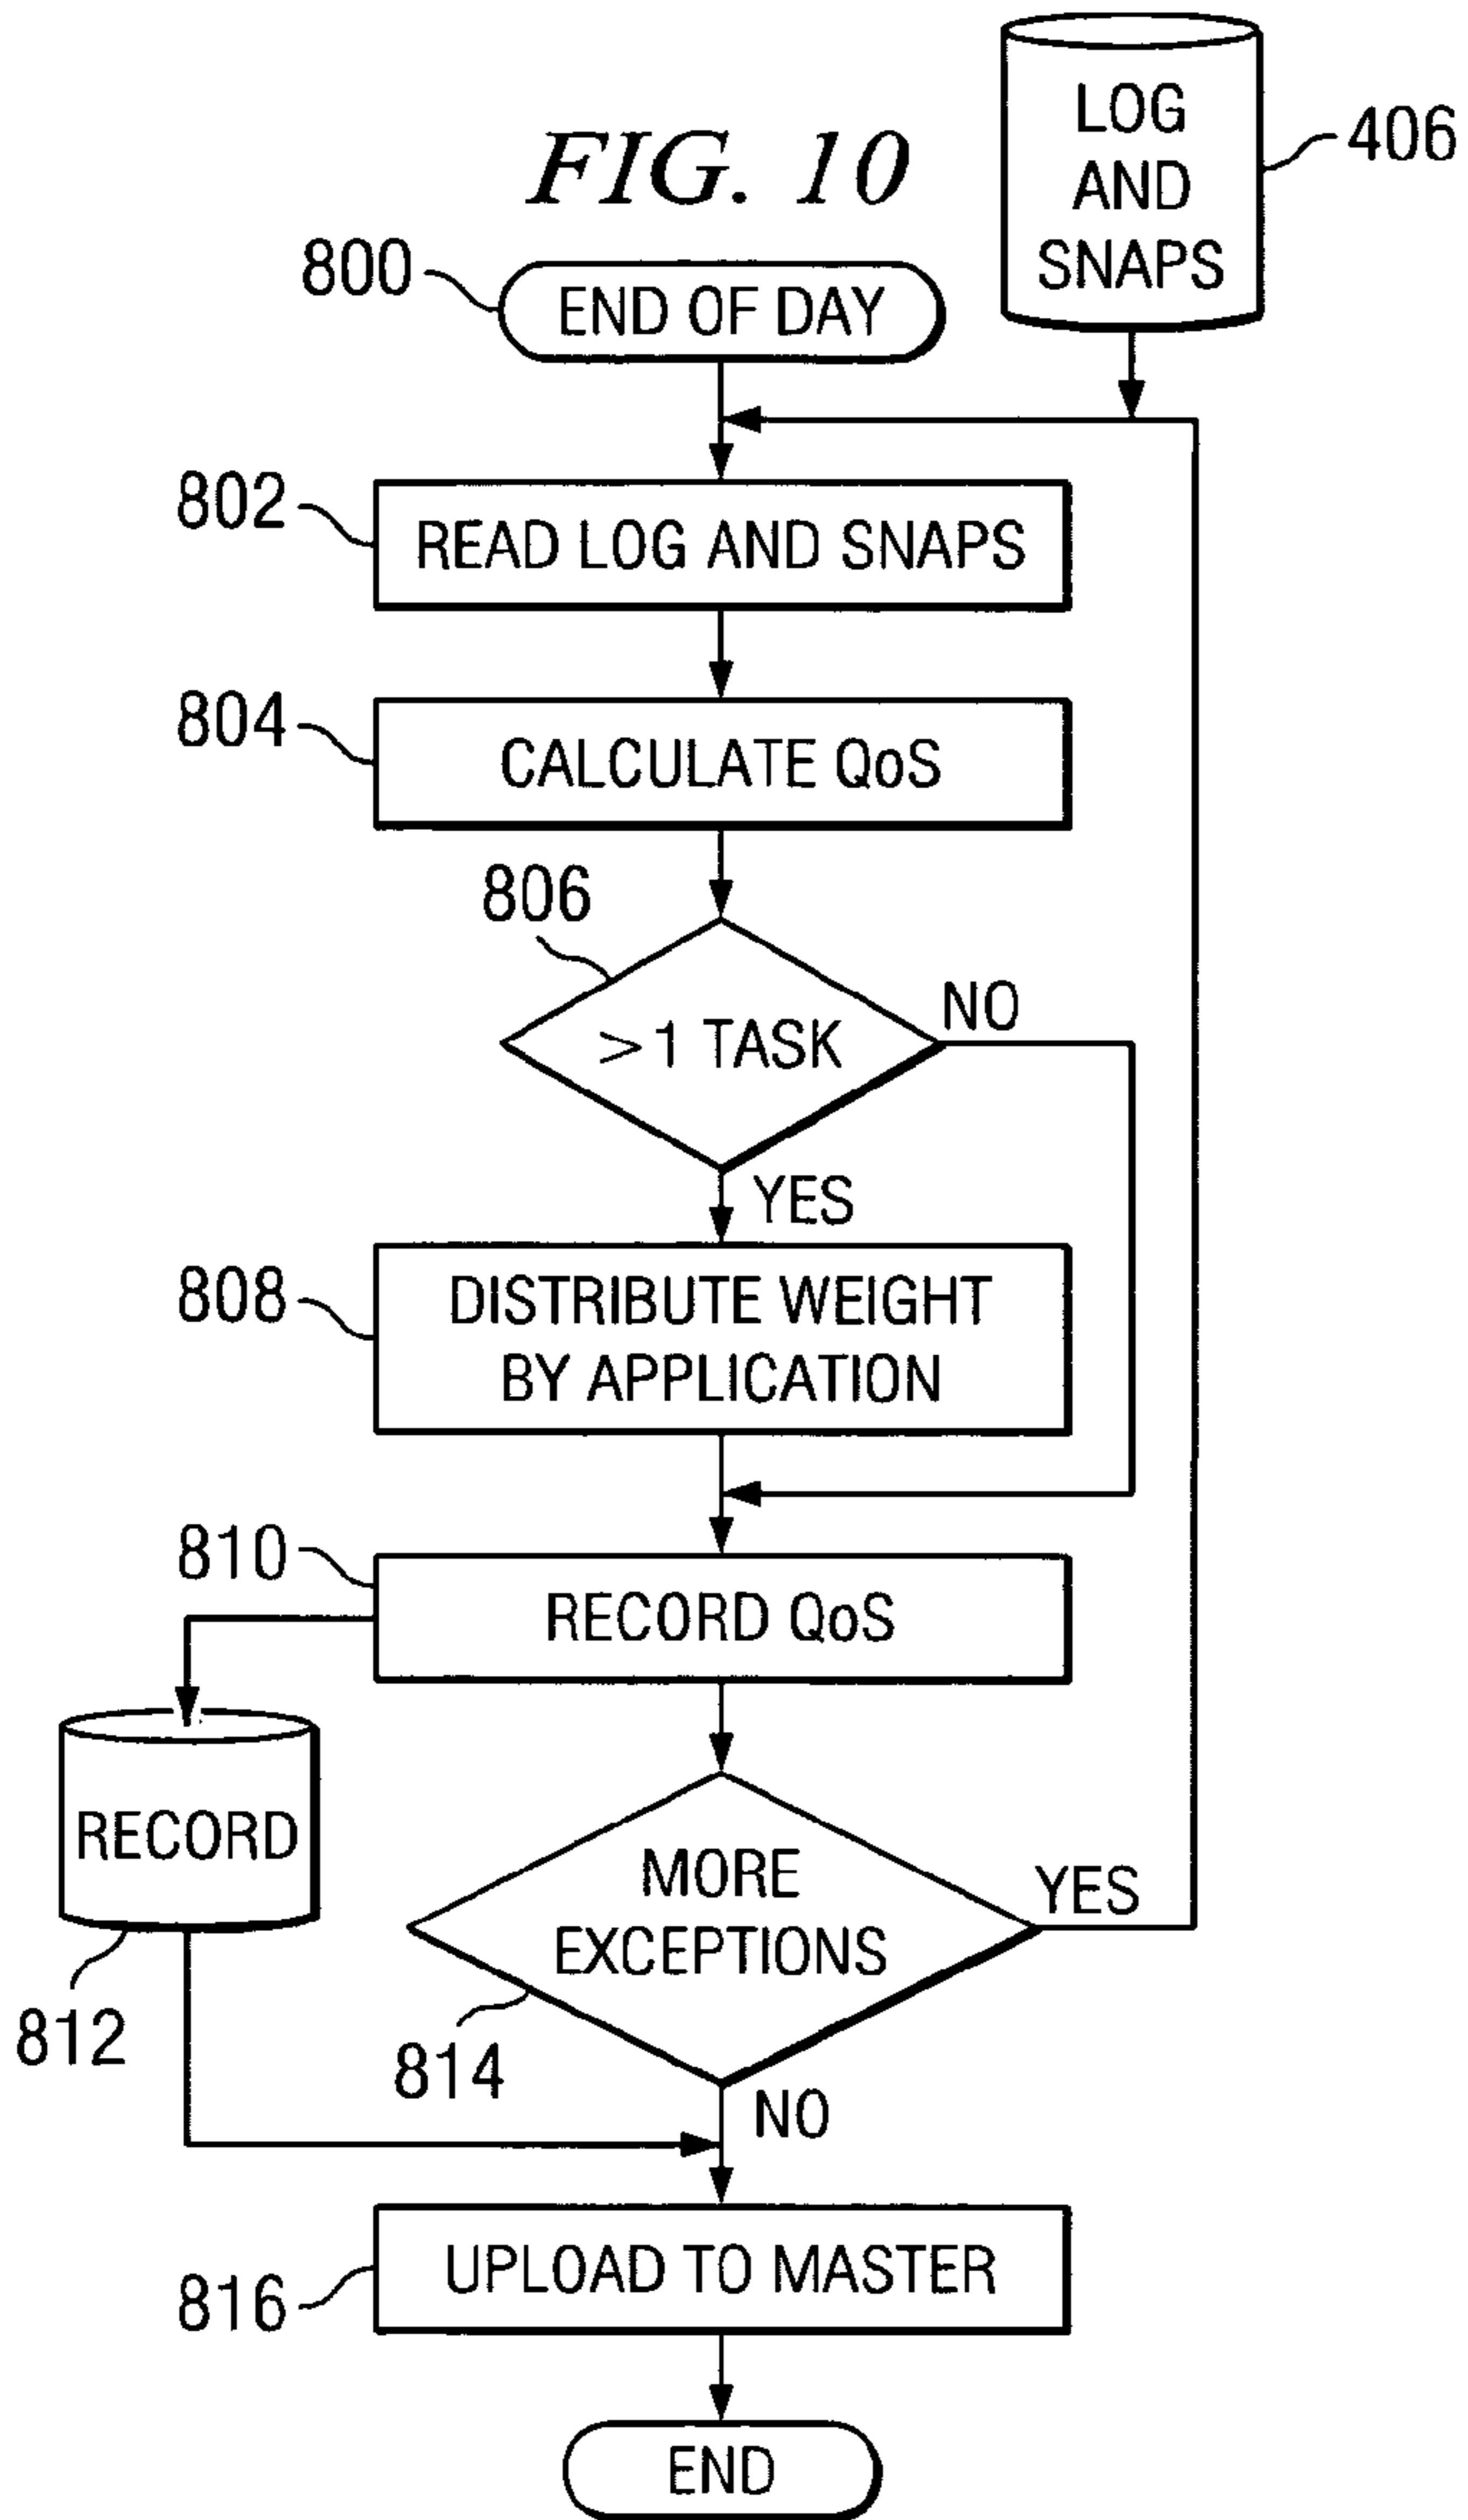 LOG
AND
SNAPS
406
FIG. 10
800
END OF DAY
802
READ LOG AND SNAPS
804
CALCULATE QoS
806
>1 TASK
NO
YES
808
DISTRIBUTE WEIGHT
BY APPLICATION
810
RECORD QoS
RECORD
812
MORE
EXCEPTIONS
YES
814
NO
816
UPLOAD TO MASTER
END